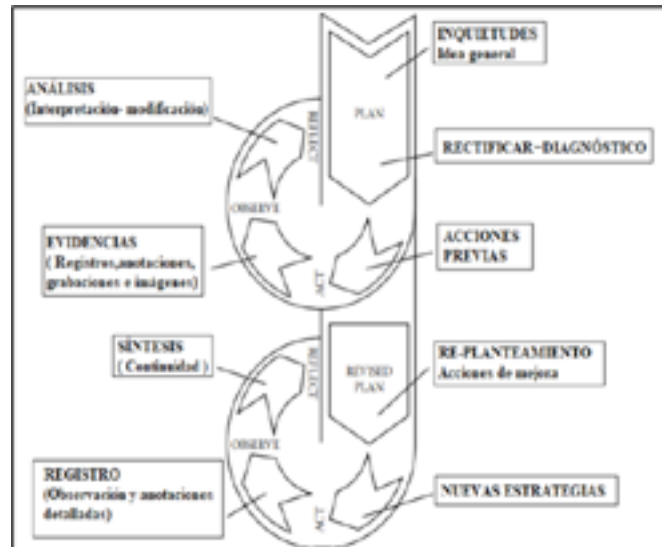 INQUIETUDES
Idea general
ANÁLISIS
(Interpretación- modificación)
REFLECT
PLAN
RECTIFICAR-DIAGNÓSTICO
OBSERVE
EVIDENCIAS
( Registros,anotaciones,
grabaciones e imágenes)
ACCIONES
PREVIAS
ACT
SÍNTESIS
( Continuidad )
REFLECT
REVISED
PLAN
RE-PLANTEAMIENTO
Acciones de mejora
OBSERVE
REGISTRO
(Observación y anotaciones
detalladas)
ACT
NUEVAS ESTRATEGIAS